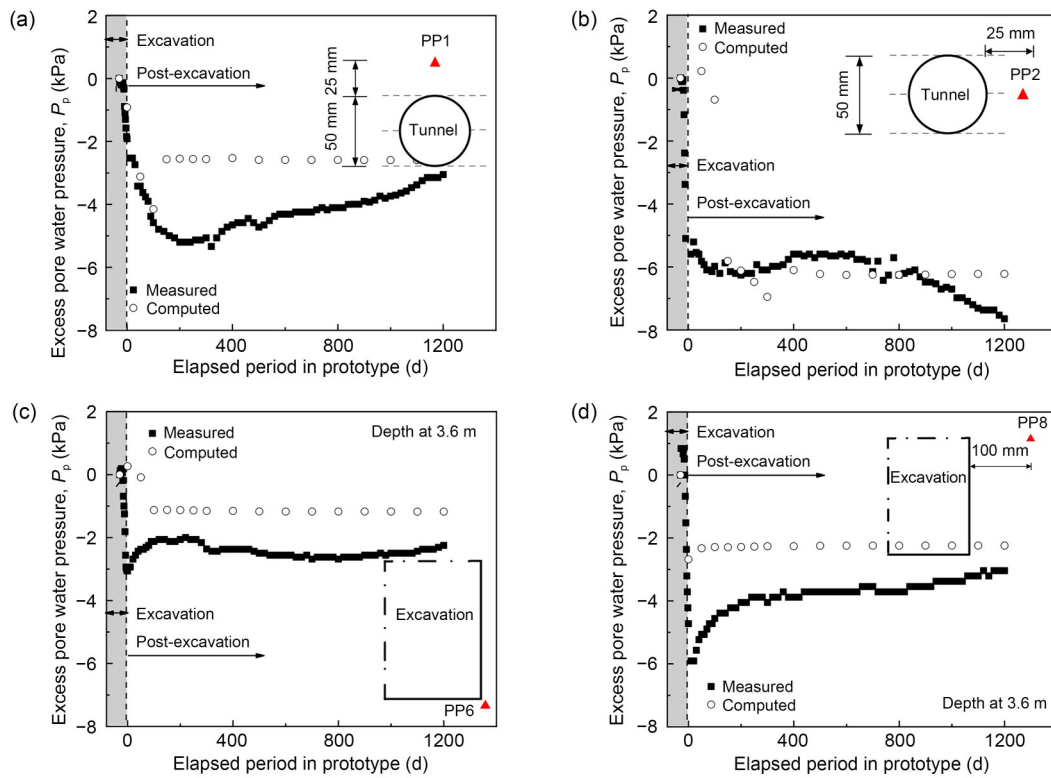 (a)
2
0
−2
−4
−6
−8
Excess pore water pressure, Pp (kPa)
Excavation
Post-excavation
PP1
25 mm
50 mm
Tunnel
Measured
Computed
0 400 800 1200
Elapsed period in prototype (d)
(b)
2
0
−2
−4
−6
−8
Excess pore water pressure, Pp (kPa)
Measured
Computed
25 mm
50 mm
Tunnel
PP2
Excavation
Post-excavation
Measured
Computed
0 400 800 1200
Elapsed period in prototype (d)
(c)
2
0
−2
−4
−6
−8
Excess pore water pressure, Pp (kPa)
Measured
Computed
Depth at 3.6 m
Excavation
Post-excavation
Excavation
PP6
0 400 800 1200
Elapsed period in prototype (d)
(d)
2
0
−2
−4
−6
−8
Excess pore water pressure, Pp (kPa)
Excavation
Post-excavation
PP8
100 mm
Excavation
Measured
Computed
Depth at 3.6 m
0 400 800 1200
Elapsed period in prototype (d)